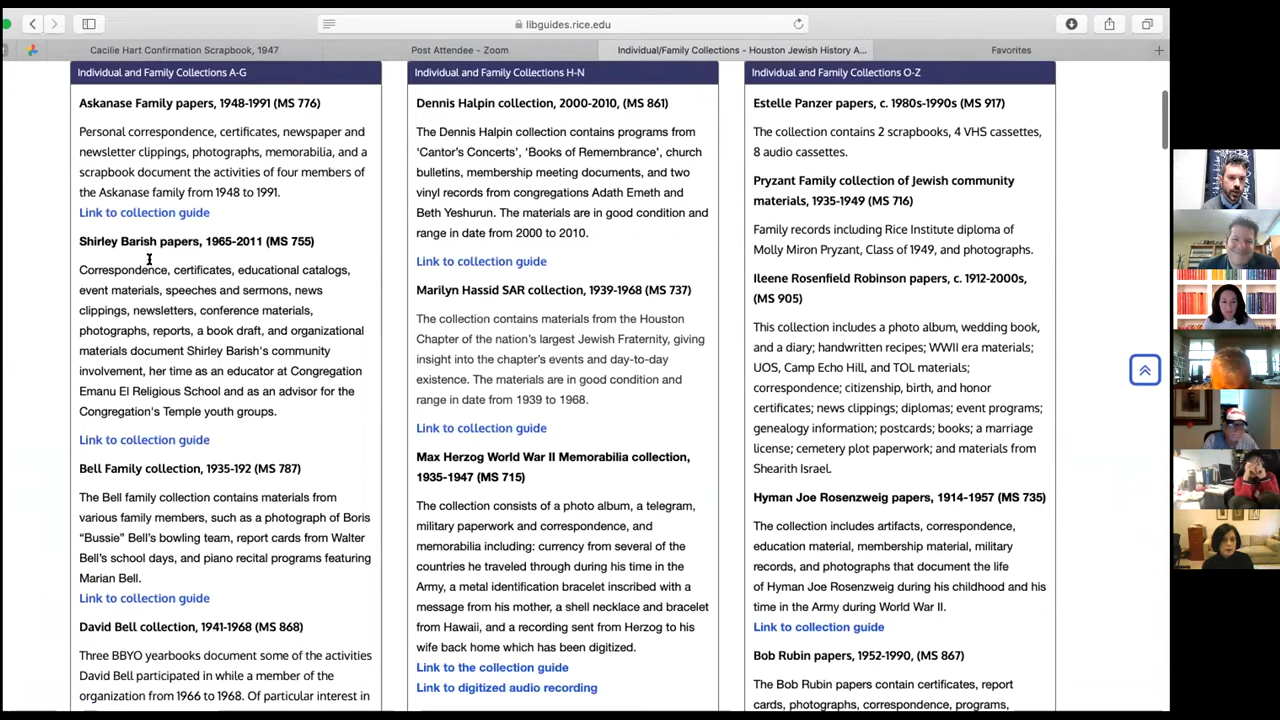 libguides.rice.edu
Cacilie Hart Confirmation Scrapbook, 1947
Post Attendee - Zoom
Individual/Family Collections - Houston Jewish History A...
Favorites
Individual and Family Collections A-G
Askanase Family papers, 1948-1991 (MS 776)
Personal correspondence, certificates, newspaper and
newsletter clippings, photographs, memorabilia, and a
scrapbook document the activities of four members of
the Askanase family from 1948 to 1991.
Link to collection guide
Shirley Barish papers, 1965-2011 (MS 755)
Correspondence, certificates, educational catalogs,
event materials, speeches and sermons, news
clippings, newsletters, conference materials,
photographs, reports, a book draft, and organizational
materials document Shirley Barish's community
involvement, her time as an educator at Congregation
Emanu El Religious School and as an advisor for the
Congregation's Temple youth groups.
Link to collection guide
Bell Family collection, 1935-192 (MS 787)
The Bell family collection contains materials from
various family members, such as a photograph of Boris
“Bussie” Bell’s bowling team, report cards from Walter
Bell’s school days, and piano recital programs featuring
Marian Bell.
Link to collection guide
David Bell collection, 1941-1968 (MS 868)
Three BBYO yearbooks document some of the activities
David Bell participated in while a member of the
organization from 1966 to 1968. Of particular interest in
Individual and Family Collections H-N
Dennis Halpin collection, 2000-2010, (MS 861)
The Dennis Halpin collection contains programs from
‘Cantor’s Concerts’, ‘Books of Remembrance’, church
bulletins, membership meeting documents, and two
vinyl records from congregations Adath Emeth and
Beth Yeshurun. The materials are in good condition and
range in date from 2000 to 2010.
Link to collection guide
Marilyn Hassid SAR collection, 1939-1968 (MS 737)
The collection contains materials from the Houston
Chapter of the nation’s largest Jewish Fraternity, giving
insight into the chapter’s events and day-to-day
existence. The materials are in good condition and
range in date from 1939 to 1968.
Link to collection guide
Max Herzog World War II Memorabilia collection,
1935-1947 (MS 715)
The collection consists of a photo album, a telegram,
military paperwork and correspondence, and
memorabilia including: currency from several of the
countries he traveled through during his time in the
Army, a metal identification bracelet inscribed with a
message from his mother, a shell necklace and bracelet
from Hawaii, and a recording sent from Herzog to his
wife back home which has been digitized.
Link to the collection guide
Link to digitized audio recording
Individual and Family Collections O-Z
Estelle Panzer papers, c. 1980s-1990s (MS 917)
The collection contains 2 scrapbooks, 4 VHS cassettes,
8 audio cassettes.
Pryzant Family collection of Jewish community
materials, 1935-1949 (MS 716)
Family records including Rice Institute diploma of
Molly Miron Pryzant, Class of 1949, and photographs.
Ileene Rosenfield Robinson papers, c. 1912-2000s,
(MS 905)
This collection includes a photo album, wedding book,
and a diary; handwritten recipes; WWII era materials;
UOS, Camp Echo Hill, and TOL materials;
correspondence; citizenship, birth, and honor
certificates; news clippings; diplomas; event programs;
genealogy information; postcards; books; a marriage
license; cemetery plot paperwork; and materials from
Shearith Israel.
Hyman Joe Rosenzweig papers, 1914-1957 (MS 735)
The collection includes artifacts, correspondence,
education material, membership material, military
records, and photographs that document the life
of Hyman Joe Rosenzweig during his childhood and his
time in the Army during World War II.
Link to collection guide
Bob Rubin papers, 1952-1990, (MS 867)
The Bob Rubin papers contain certificates, report
cards, photographs, correspondence, programs,